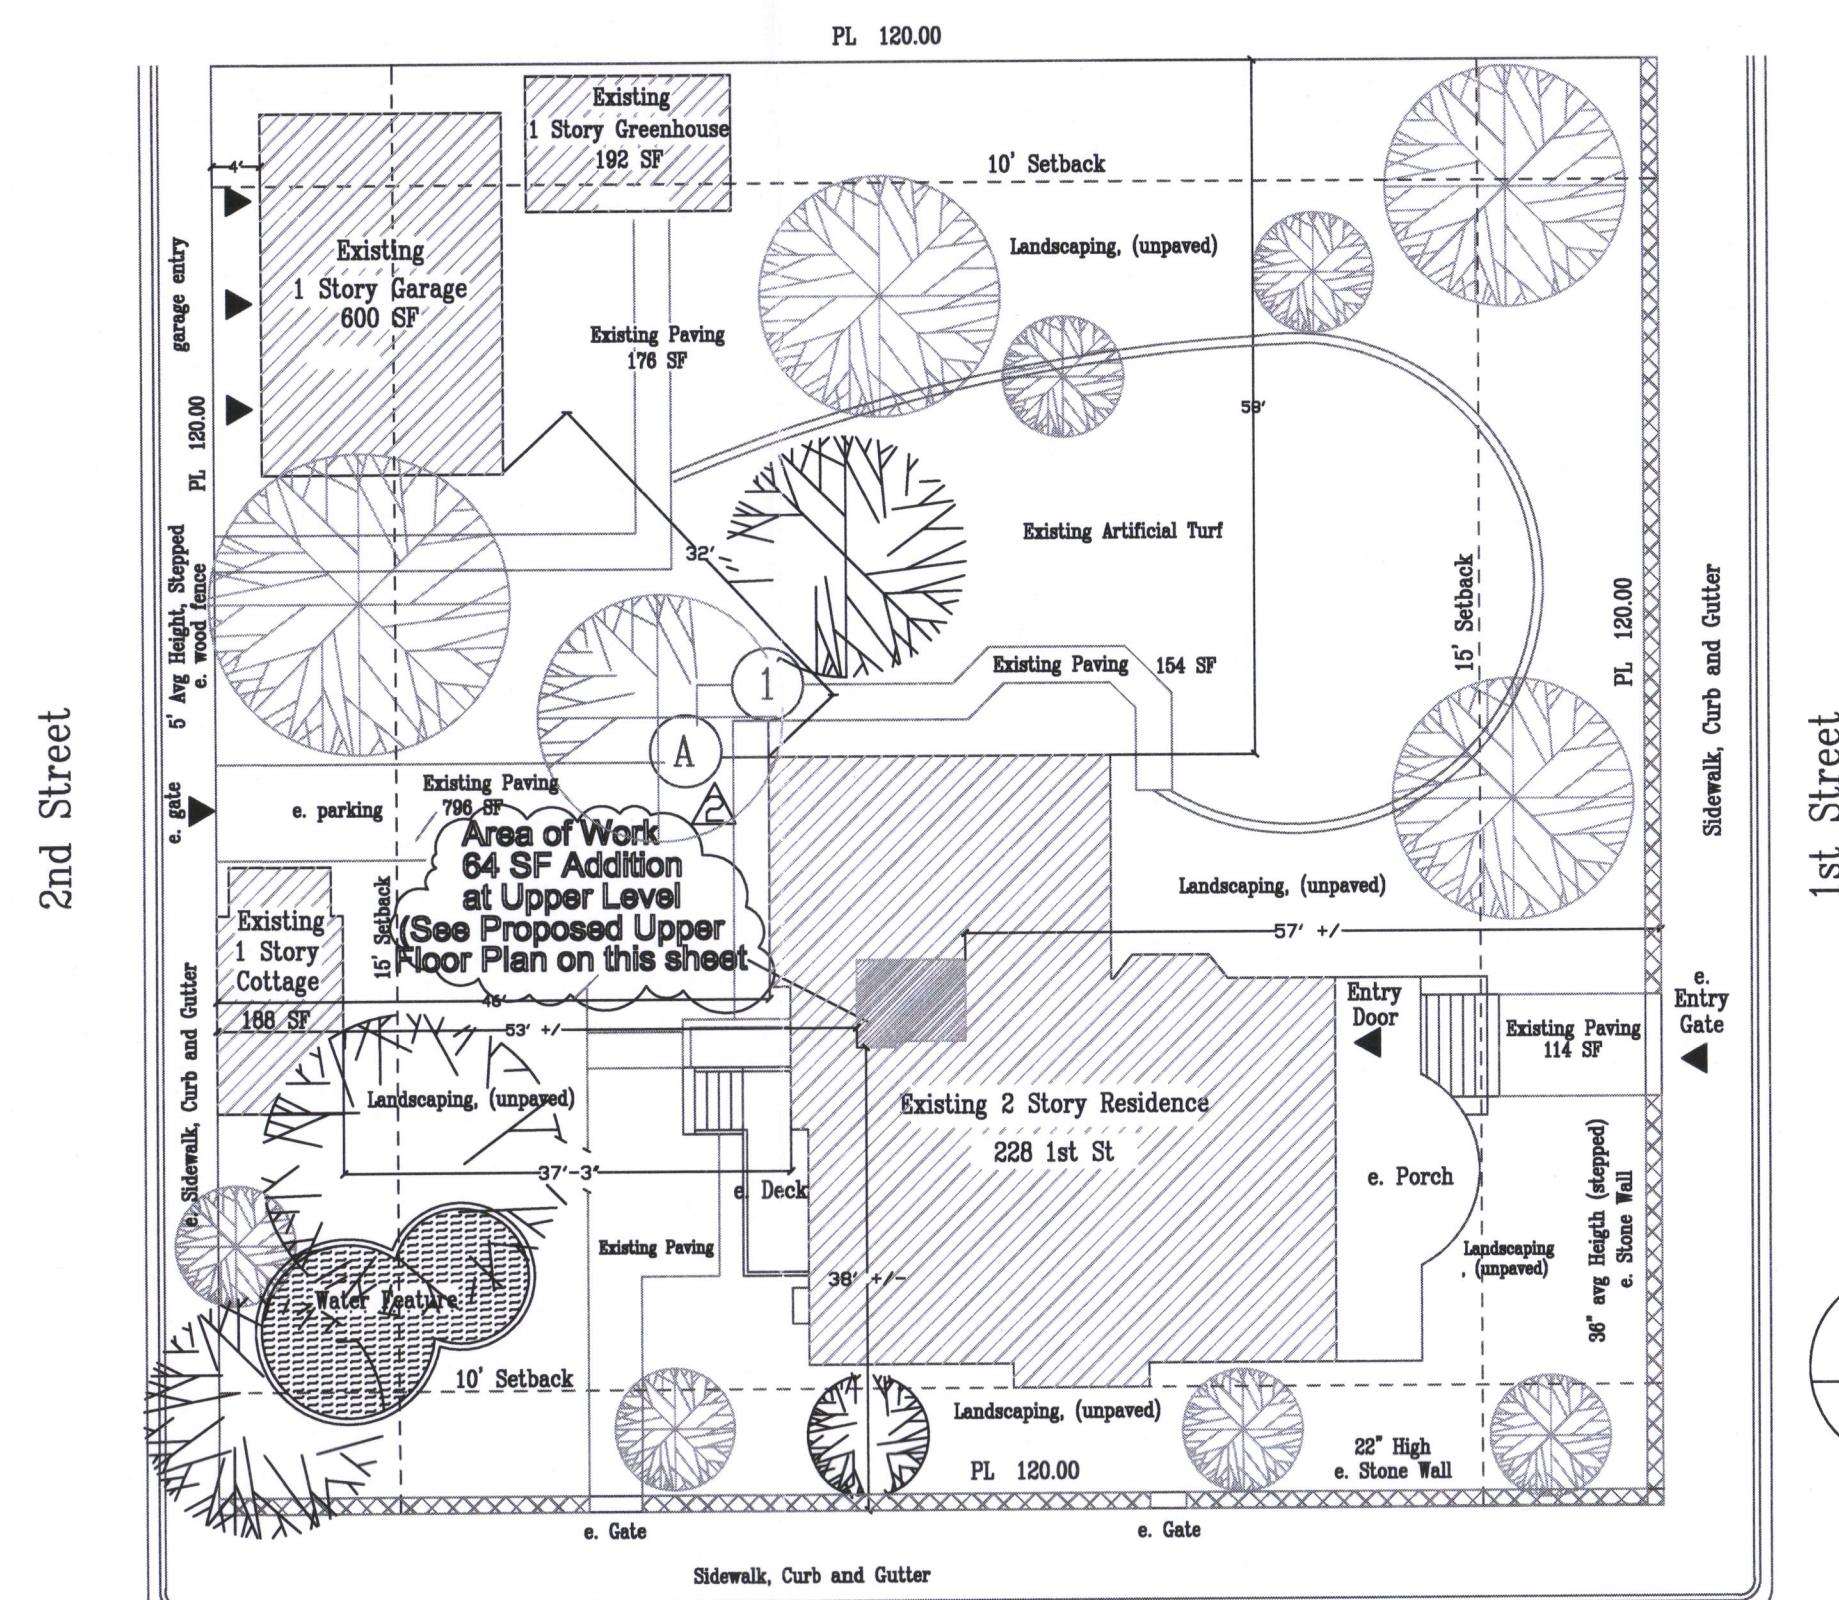 PL 120.00
Existing
1 Story Greenhouse
192 SF
4'
10' Setback
garage entry
Existing
1 Story Garage
600 SF
Landscaping, (unpaved)
Existing Paving
176 SF
58'
PL 120.00
5' Avg Height, Stepped
e. wood fence
32'
Existing Artificial Turf
15' Setback
PL 120.00
Sidewalk, Curb and Gutter
2nd Street
1st Street
1
Existing Paving 154 SF
A
2
e. gate
e. parking
Existing Paving
796 SF
Area of Work
64 SF Addition
at Upper Level
(See Proposed Upper
Floor Plan on this sheet
15' Setback
Landscaping, (unpaved)
57' +/-
Existing
1 Story
Cottage
188 SF
46'
53' +/-
Entry
Door
Existing Paving
114 SF
e.
Entry
Gate
e. Sidewalk, Curb and Gutter
Landscaping, (unpaved)
Existing 2 Story Residence
228 1st St
37'-3"
e. Deck
e. Porch
36" avg Heigth (stepped)
e. Stone Wall
Existing Paving
Landscaping
, (unpaved)
38' +/-
Water Feature
10' Setback
Landscaping, (unpaved)
22" High
e. Stone Wall
PL 120.00
e. Gate
e. Gate
Sidewalk, Curb and Gutter